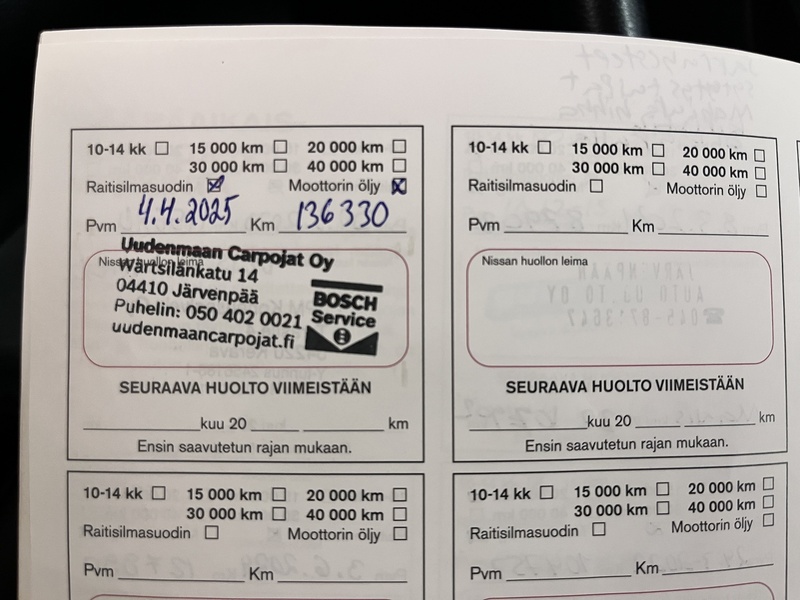 10-14 kk ☐ 15 000 km ☐ 20 000 km ☐
30 000 km ☐ 40 000 km ☐
Raitisilmasuodin ☒ Moottorin öljy ☒
Pvm 4.4.2025 Km 136330
Nissan huollon leima
Uudenmaan Carpojat Oy
Wärtsilänkatu 14
04410 Järvenpää
Puhelin: 050 402 0021
uudenmaancarpojat.fi
BOSCH
Service
SEURAAVA HUOLTO VIIMEISTÄÄN
kuu 20 km
Ensin saavutetun rajan mukaan.
10-14 kk ☐ 15 000 km ☐ 20 000 km ☐
30 000 km ☐ 40 000 km ☐
Raitisilmasuodin ☐ Moottorin öljy ☐
Pvm Km
Nissan huollon leima
SEURAAVA HUOLTO VIIMEISTÄÄN
kuu 20 km
Ensin saavutetun rajan mukaan.
10-14 kk ☐ 15 000 km ☐ 20 000 km ☐
30 000 km ☐ 40 000 km ☐
Raitisilmasuodin ☐ Moottorin öljy ☐
Pvm Km
10-14 kk ☐ 15 000 km ☐ 20 000 km ☐
30 000 km ☐ 40 000 km ☐
Raitisilmasuodin ☐ Moottorin öljy ☐
Pvm Km